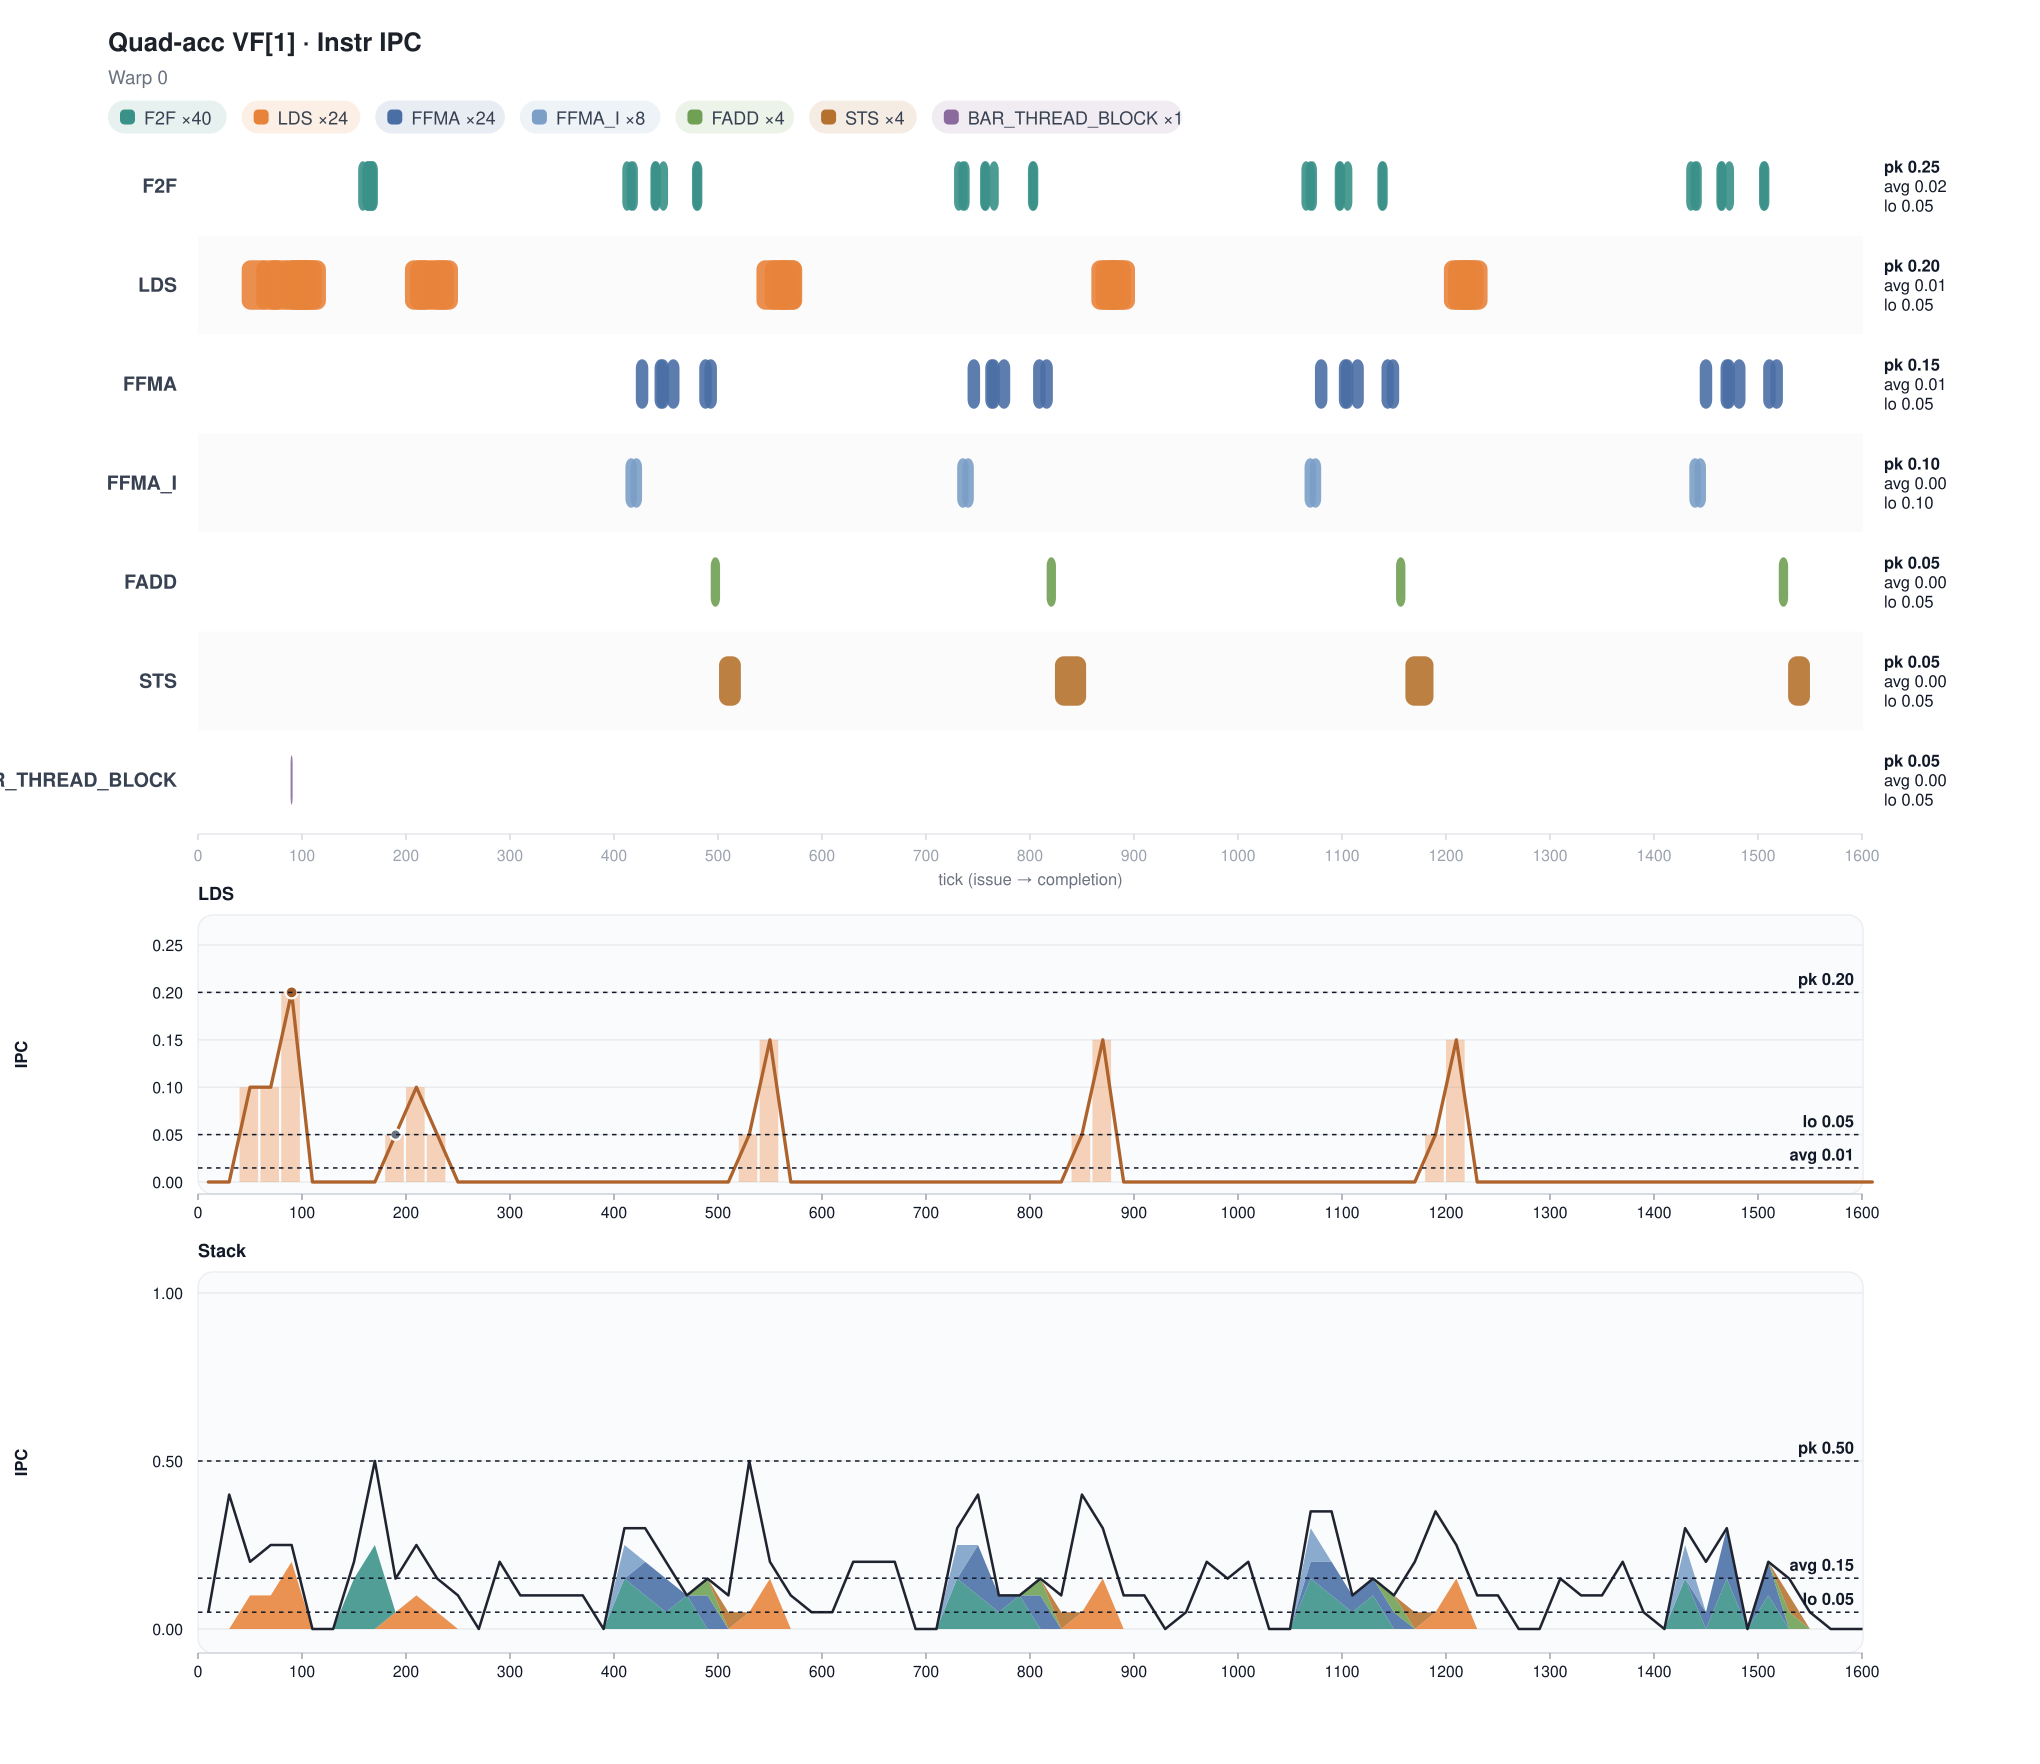 Quad-acc VF[1] · Instr IPC
Warp 0
F2F ×40 LDS ×24 FFMA ×24 FFMA_I ×8 FADD ×4 STS ×4 BAR_THREAD_BLOCK ×1
F2F
pk 0.25
avg 0.02
lo 0.05
LDS
pk 0.20
avg 0.01
lo 0.05
FFMA
pk 0.15
avg 0.01
lo 0.05
FFMA_I
pk 0.10
avg 0.00
lo 0.10
FADD
pk 0.05
avg 0.00
lo 0.05
STS
pk 0.05
avg 0.00
lo 0.05
R_THREAD_BLOCK
pk 0.05
avg 0.00
lo 0.05
0 100 200 300 400 500 600 700 800 900 1000 1100 1200 1300 1400 1500 1600
tick (issue → completion)
LDS
IPC
0.25
0.20
0.15
0.10
0.05
0.00
pk 0.20
lo 0.05
avg 0.01
0 100 200 300 400 500 600 700 800 900 1000 1100 1200 1300 1400 1500 1600
Stack
IPC
1.00
0.50
0.00
pk 0.50
avg 0.15
lo 0.05
0 100 200 300 400 500 600 700 800 900 1000 1100 1200 1300 1400 1500 1600